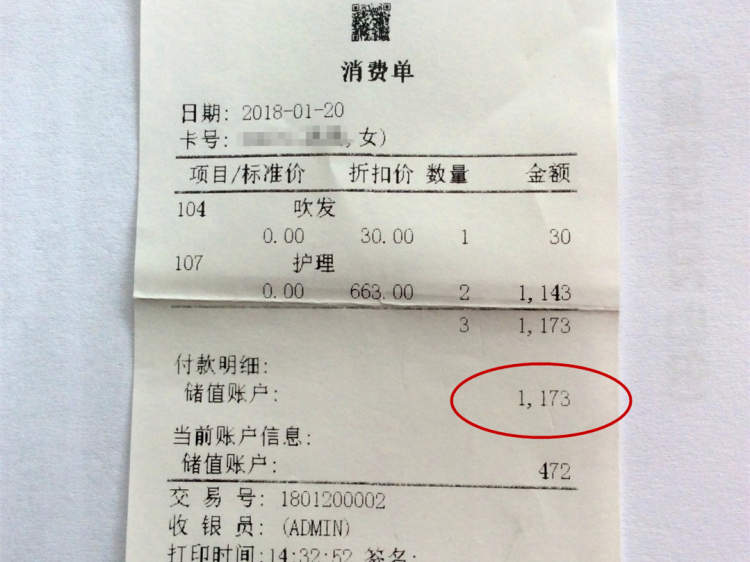 消费单
日期: 2018-01-20
卡号: , 女)
项目/标准价 折扣价 数量 金额
104 吹发
0.00 30.00 1 30
107 护理
0.00 663.00 2 1,143
3 1,173
付款明细:
储值账户: 1,173
当前账户信息:
储值账户: 472
交 易 号: 1801200002
收 银 员: (ADMIN)
打印时间:14:32:52 签名: